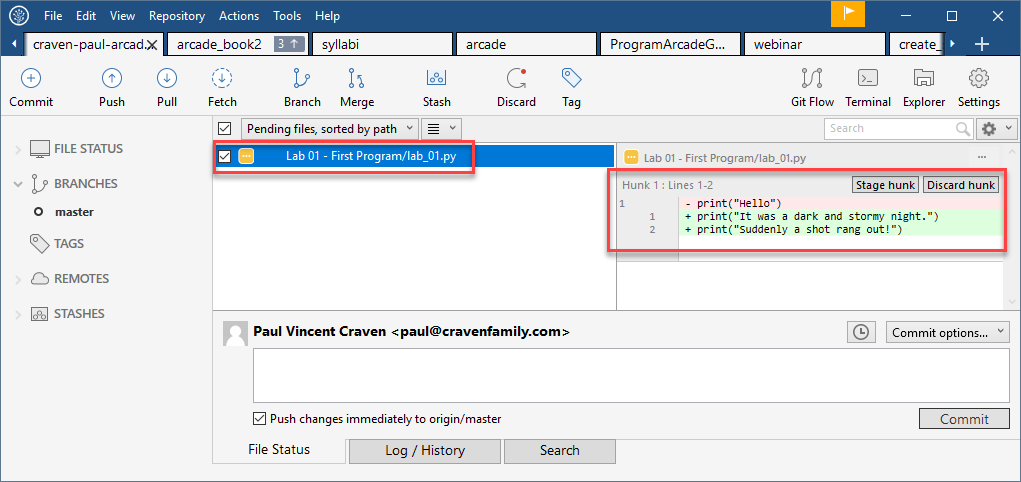 File Edit View Repository Actions Tools Help
craven-paul-arcad. arcade_book2 3 syllabi arcade ProgramArcadeG... webinar create_
Commit Push Pull Fetch Branch Merge Stash Discard Tag Git Flow Terminal Explorer Settings
Pending files, sorted by path Search
FILE STATUS
BRANCHES
master
TAGS
REMOTES
STASHES
Lab 01 - First Program/lab_01.py
Lab 01 - First Program/lab_01.py ...
Hunk 1 : Lines 1-2 Stage hunk Discard hunk
1 - print("Hello")
1 + print("It was a dark and stormy night.")
2 + print("Suddenly a shot rang out!")
Paul Vincent Craven <paul@cravenfamily.com> Commit options...
Push changes immediately to origin/master Commit
File Status Log / History Search